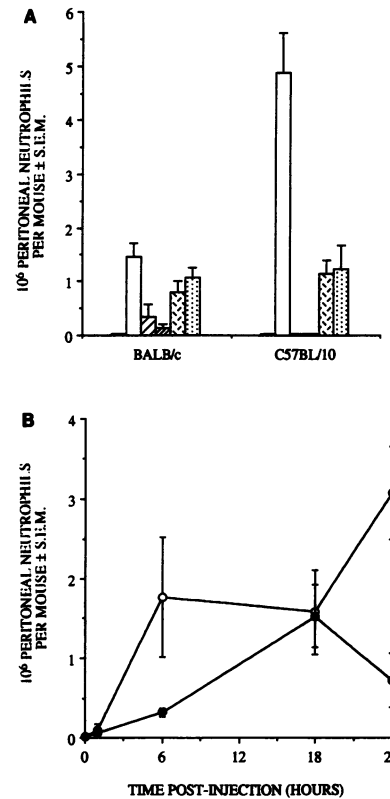 A
10⁶ PERITONEAL NEUTROPHILS
PER MOUSE ± S.E.M.
6
5
4
3
2
1
0
BALB/c
C57BL/10
B
10⁶ PERITONEAL NEUTROPHILS
PER MOUSE ± S.E.M.
4
3
2
1
0
0
6
12
18
2
TIME POST-INJECTION (HOURS)